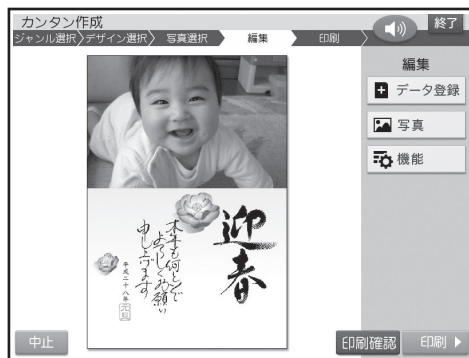 カンタン作成
終了
ジャンル選択
デザイン選択
写真選択
編集
印刷
編集
データ登録
写真
機能
迎春
本年も何とぞ
よろしくお願い
申し上げます
平成二十八年
元旦
中止
印刷確認
印刷